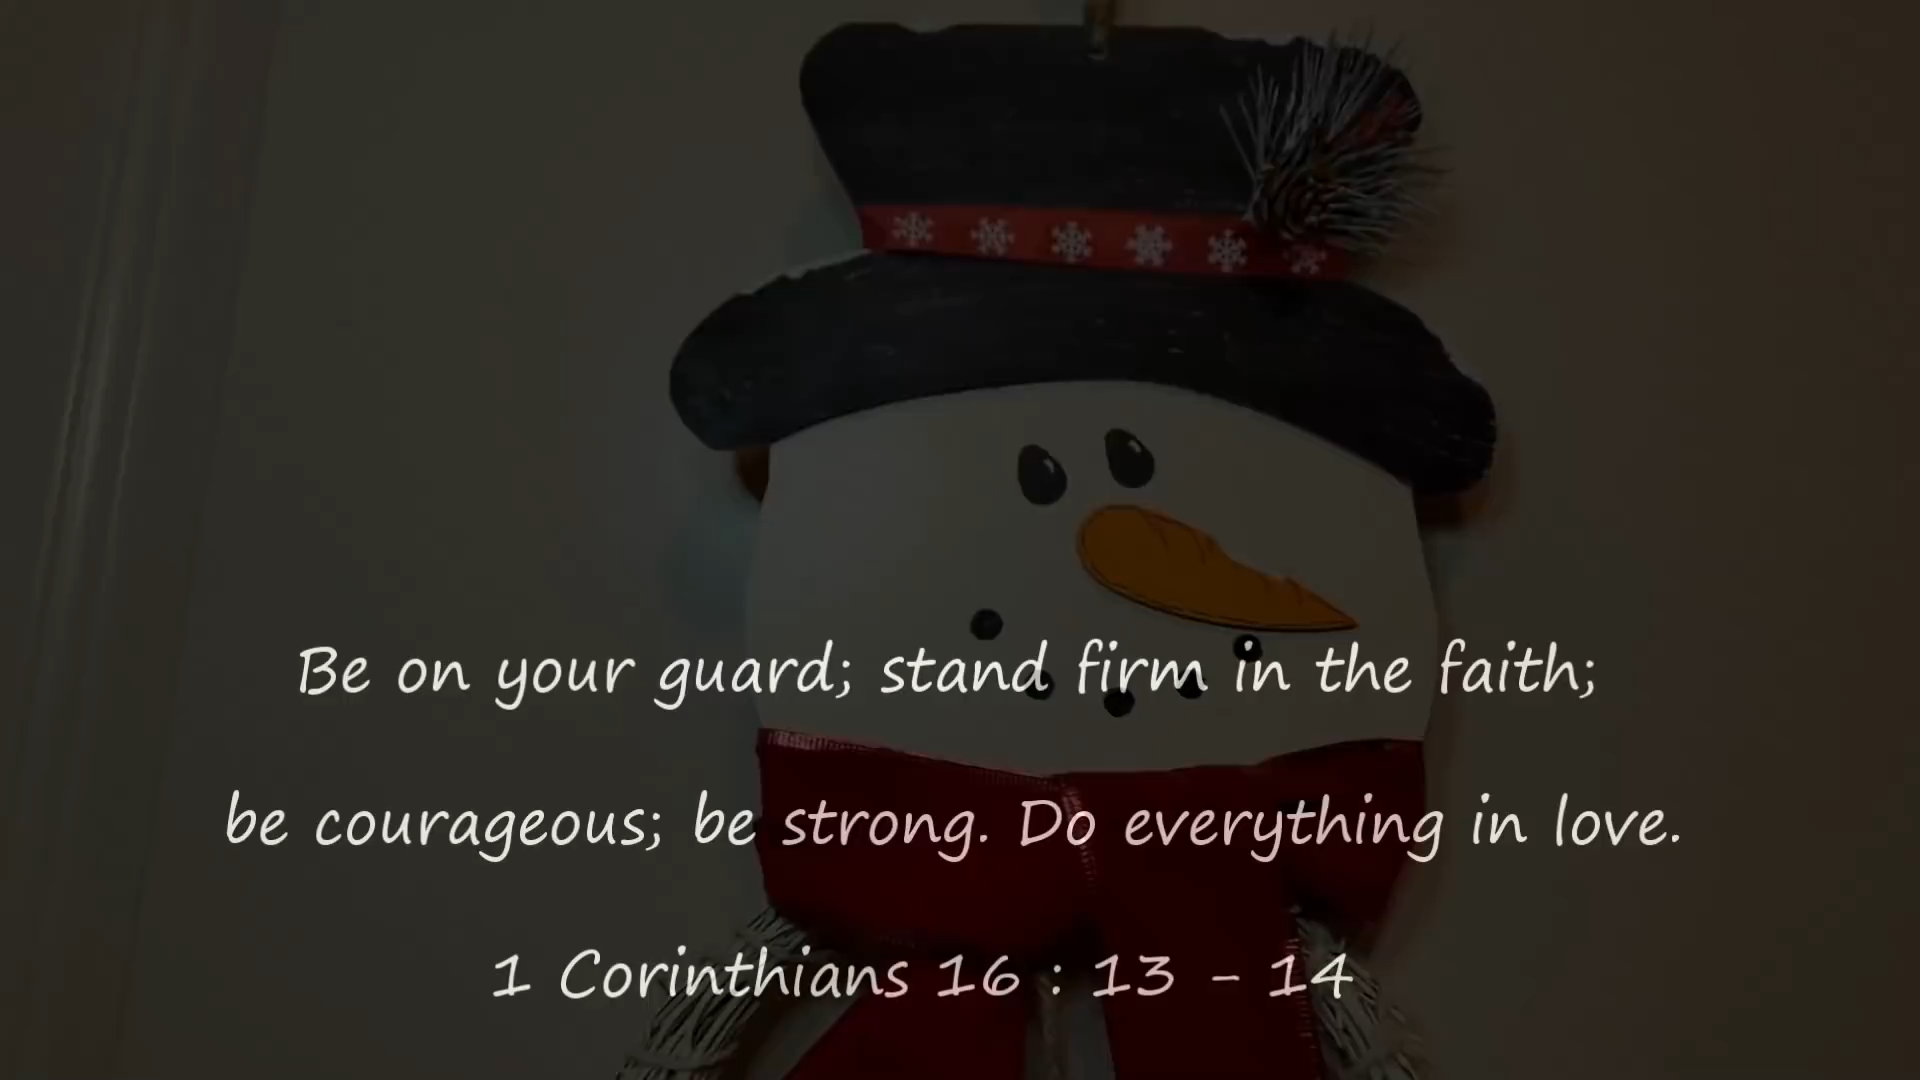 Be on your guard; stand firm in the faith;
be courageous; be strong. Do everything in love.
1 Corinthians 16 : 13 - 14